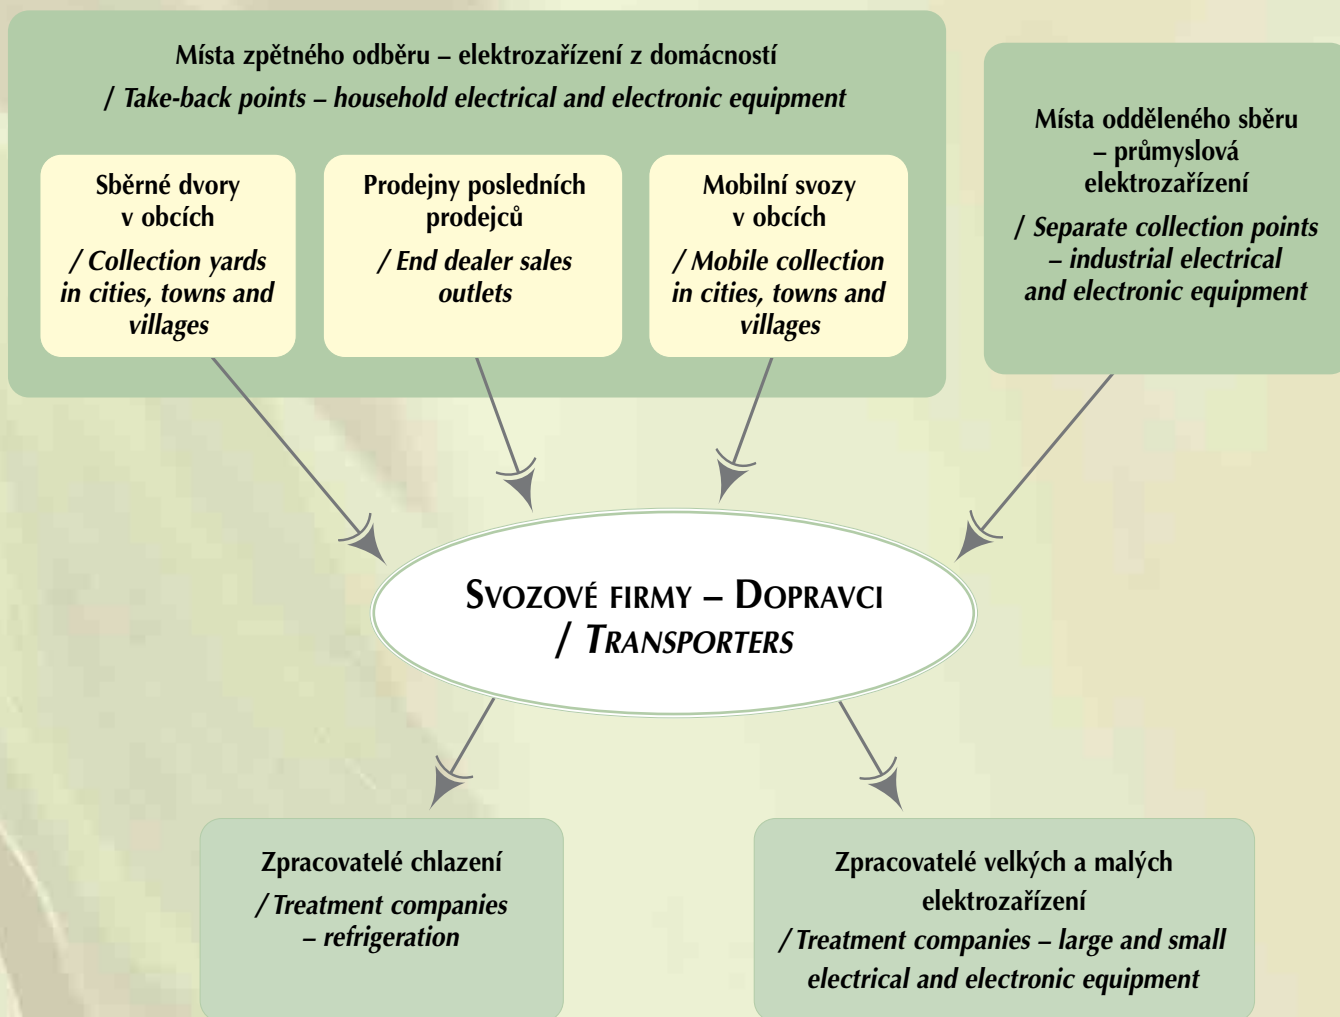 Místa zpětného odběru – elektrozařízení z domácností
/ Take-back points – household electrical and electronic equipment
Sběrné dvory
v obcích
/ Collection yards
in cities, towns and
villages
Prodejny posledních
prodejců
/ End dealer sales
outlets
Mobilní svozy
v obcích
/ Mobile collection
in cities, towns and
villages
Místa odděleného sběru
– průmyslová
elektrozařízení
/ Separate collection points
– industrial electrical
and electronic equipment
SVOZOVÉ FIRMY – DOPRAVCI
/ TRANSPORTERS
Zpracovatelé chlazení
/ Treatment companies
– refrigeration
Zpracovatelé velkých a malých
elektrozařízení
/ Treatment companies – large and small
electrical and electronic equipment